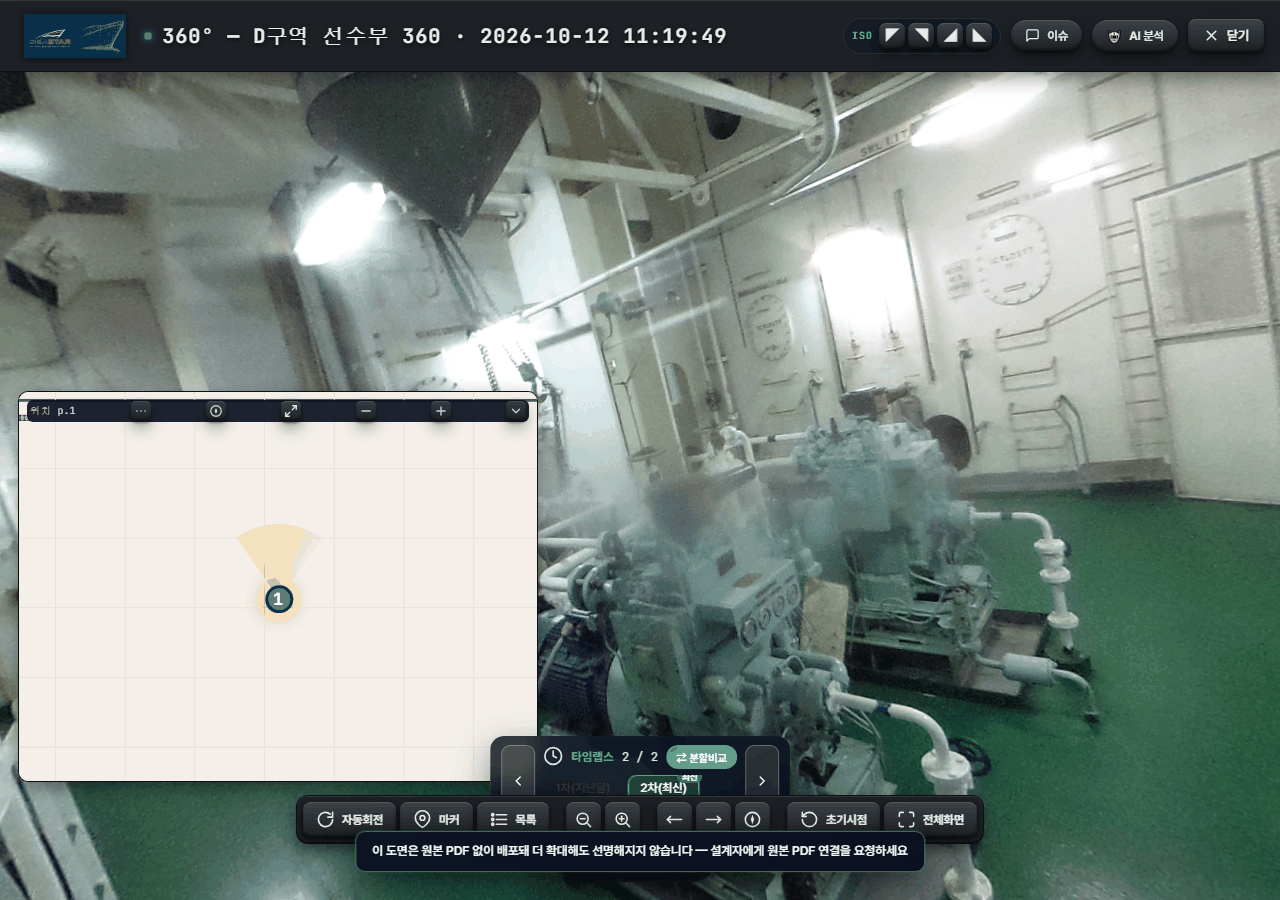 360° — D구역 선수부 360 · 2026-10-12 11:19:49
ISO
이슈
AI 분석
닫기
위치 p.1
1
타임랩스 2 / 2 분할비교
최신
1차(지난달) 2차(최신)
자동회전 마커 목록 초기시점 전체화면
이 도면은 원본 PDF 없이 배포돼 더 확대해도 선명해지지 않습니다 — 설계자에게 원본 PDF 연결을 요청하세요